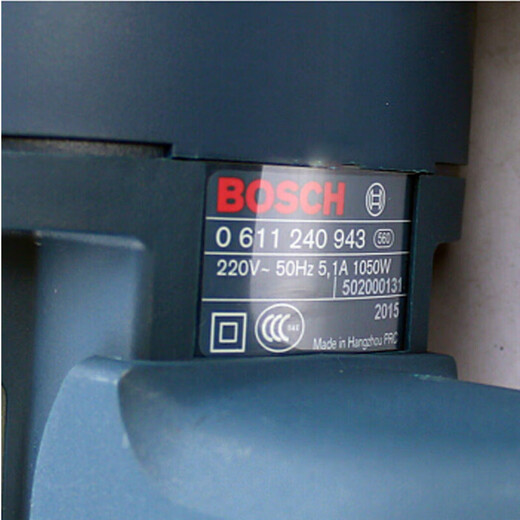 BOSCH
0 611 240 943 560
220V~ 50Hz 5,1A 1050W
502000131
2015
Made in Hangzhou PRC